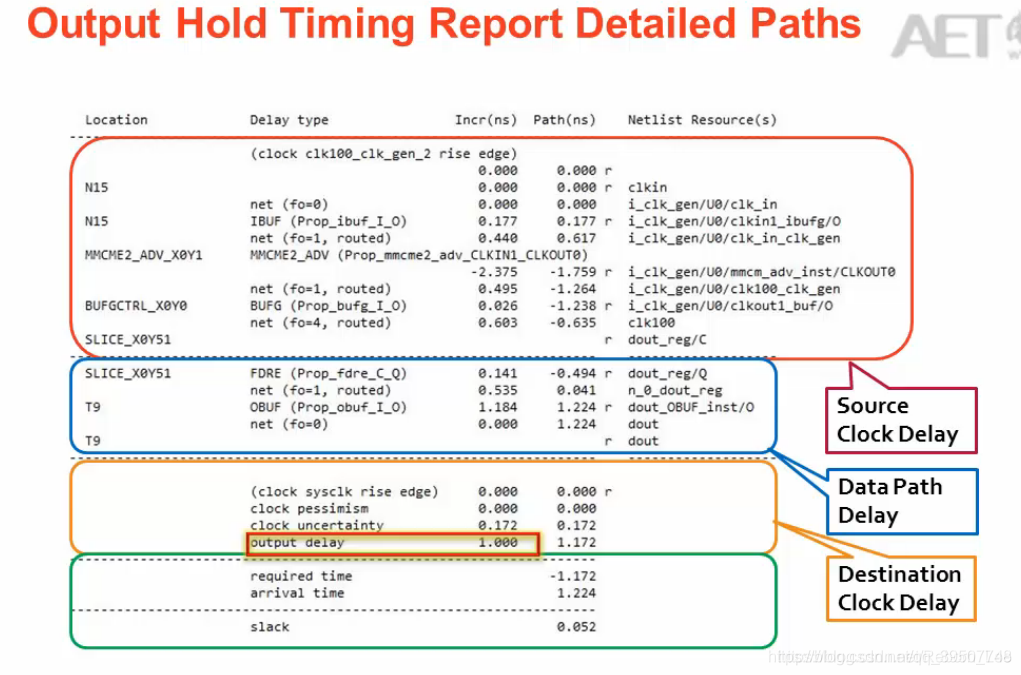 Output Hold Timing Report Detailed Paths
AET
Location Delay type Incr(ns) Path(ns) Netlist Resource(s)
(clock clk100_clk_gen_2 rise edge)
0.000 0.000 r
N15 0.000 0.000 r clkin
net (fo=0) 0.000 0.000 i_clk_gen/U0/clk_in
N15 IBUF (Prop_ibuf_I_O) 0.177 0.177 r i_clk_gen/U0/clkin1_ibufg/O
net (fo=1, routed) 0.440 0.617 i_clk_gen/U0/clk_in_clk_gen
MMCME2_ADV_X0Y1 MMCME2_ADV (Prop_mmcme2_adv_CLKIN1_CLKOUT0)
-2.375 -1.759 r i_clk_gen/U0/mmcm_adv_inst/CLKOUT0
net (fo=1, routed) 0.495 -1.264 i_clk_gen/U0/clk100_clk_gen
BUFGCTRL_X0Y0 BUFG (Prop_bufg_I_O) 0.026 -1.238 r i_clk_gen/U0/clkout1_buf/O
net (fo=4, routed) 0.603 -0.635 clk100
SLICE_X0Y51 r dout_reg/C
SLICE_X0Y51 FDRE (Prop_fdre_C_Q) 0.141 -0.494 r dout_reg/Q
net (fo=1, routed) 0.535 0.041 n_0_dout_reg
T9 OBUF (Prop_obuf_I_O) 1.184 1.224 r dout_OBUF_inst/O
net (fo=0) 0.000 1.224 dout
T9 r dout
Source
Clock Delay
Data Path
Delay
(clock sysclk rise edge) 0.000 0.000 r
clock pessimism 0.000 0.000
clock uncertainty 0.172 0.172
output delay 1.000 1.172
Destination
Clock Delay
required time -1.172
arrival time 1.224
slack 0.052